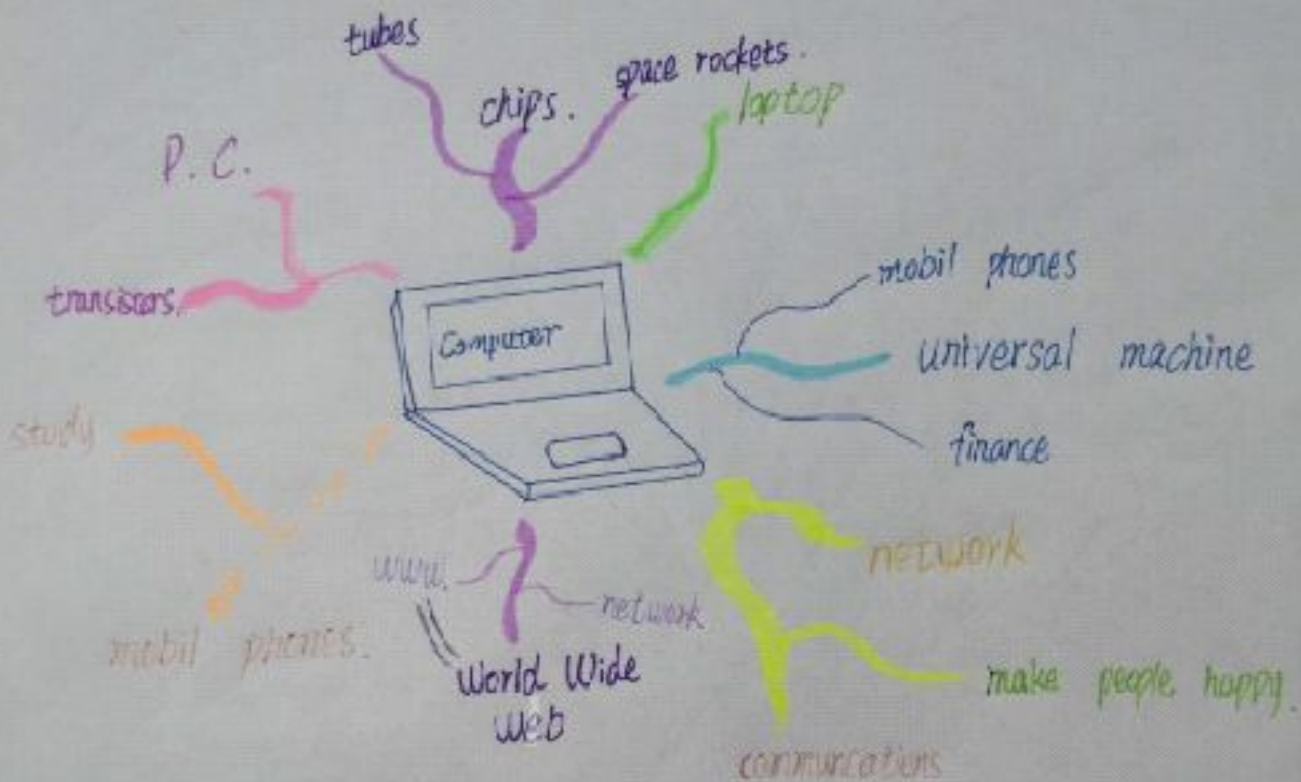 tubes
chips.
space rockets.
laptop
P. C.
transistors.
Computer
mobil phones
universal machine
finance
study
mobil phones.
www.
network
World Wide
Web
network
make people happy.
communcations